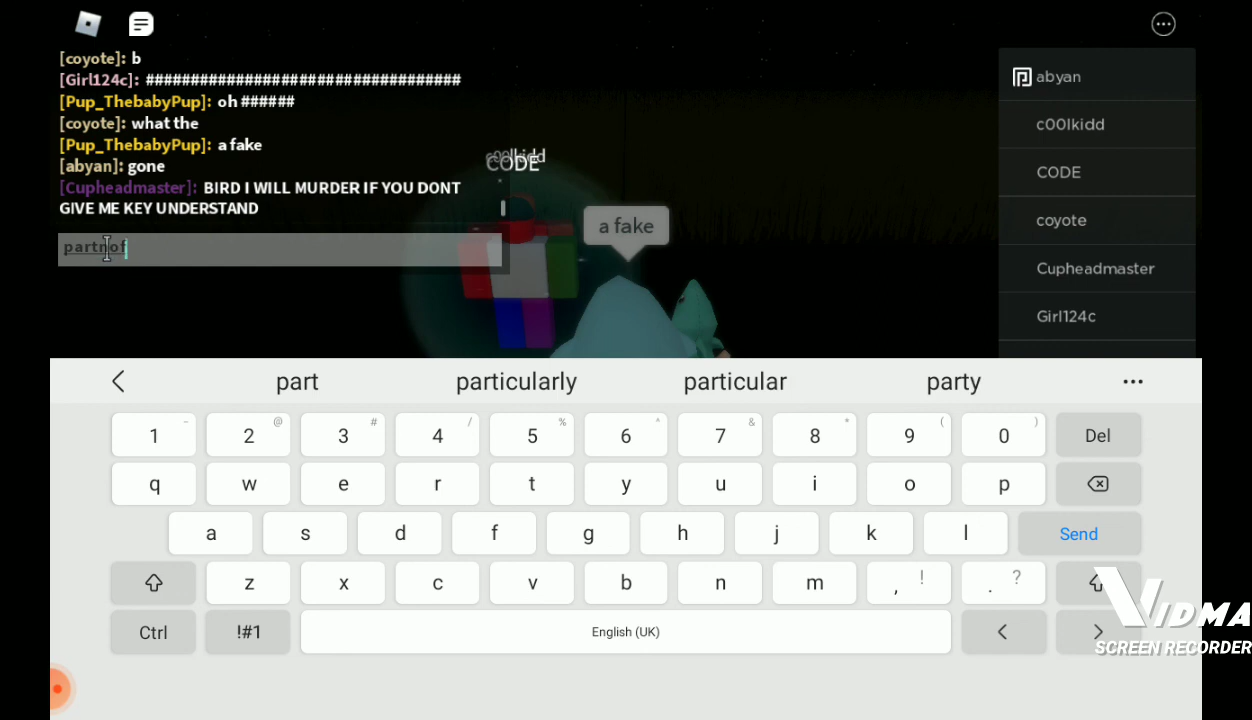 [coyote]: b
[Girl124c]: ###################################
[Pup_ThebabyPup]: oh ######
[coyote]: what the
[Pup_ThebabyPup]: a fake
[abyan]: gone
[Cupheadmaster]: BIRD I WILL MURDER IF YOU DONT
GIVE ME KEY UNDERSTAND
partnof
c00lkidd
CODE
a fake
abyan
c00lkidd
CODE
coyote
Cupheadmaster
Girl124c
part particularly particular party
1 - 2 @ 3 # 4 / 5 % 6 ^ 7 & 8 * 9 ( 0 ) Del
q w e r t y u i o p
a s d f g h j k l Send
z x c v b n m , ! . ?
Ctrl !#1 English (UK) < >
VIDMA
SCREEN RECORDER